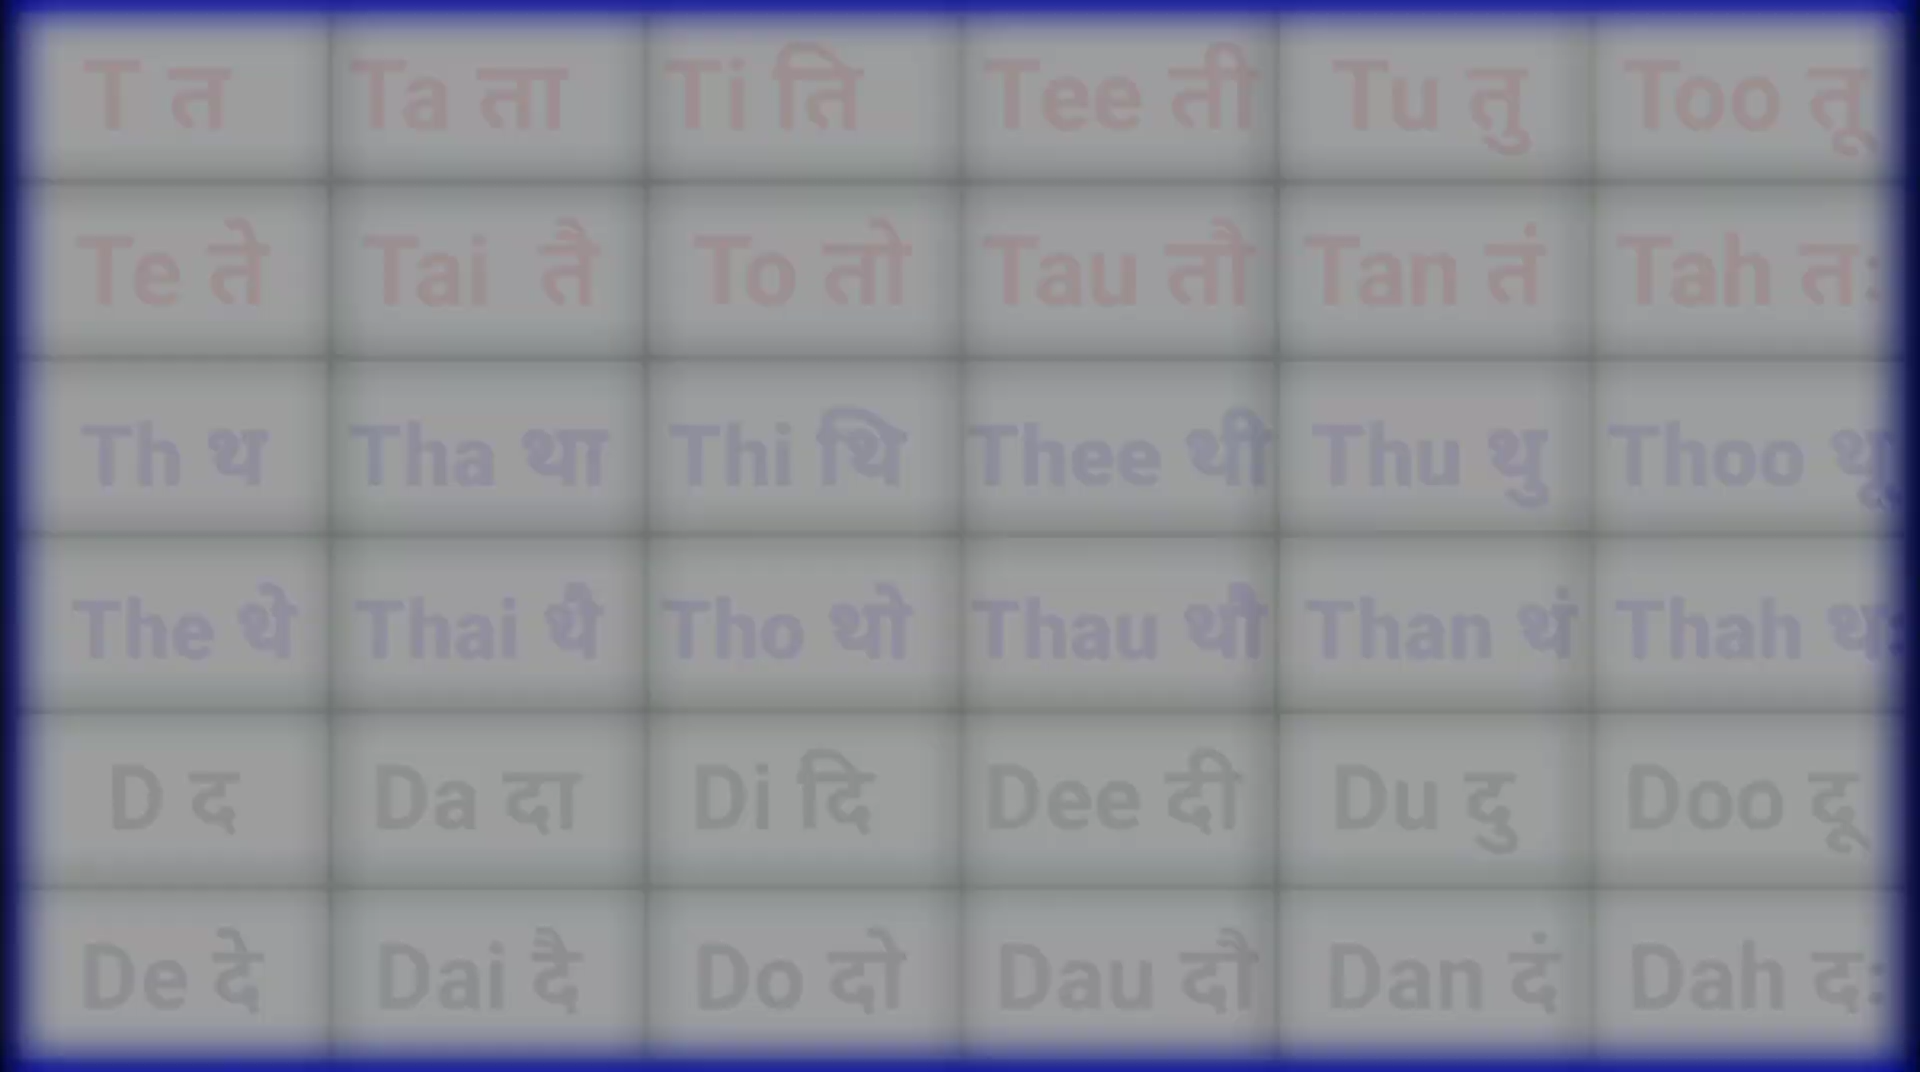 T त Ta ता Ti ति Tee ती Tu तु Too तू
Te ते Tai तै To तो Tau तौ Tan तं Tah तः
Th थ Tha था Thi थि Thee थी Thu थु Thoo थू
The थे Thai थै Tho थो Thau थौ Than थं Thah थः
D द Da दा Di दि Dee दी Du दु Doo दू
De दे Dai दै Do दो Dau दौ Dan दं Dah दः